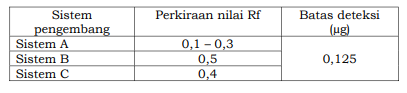 Sistem pengembang Perkiraan nilai Rf Batas deteksi (µg)
Sistem A 0,1 – 0,3
Sistem B 0,5 0,125
Sistem C 0,4